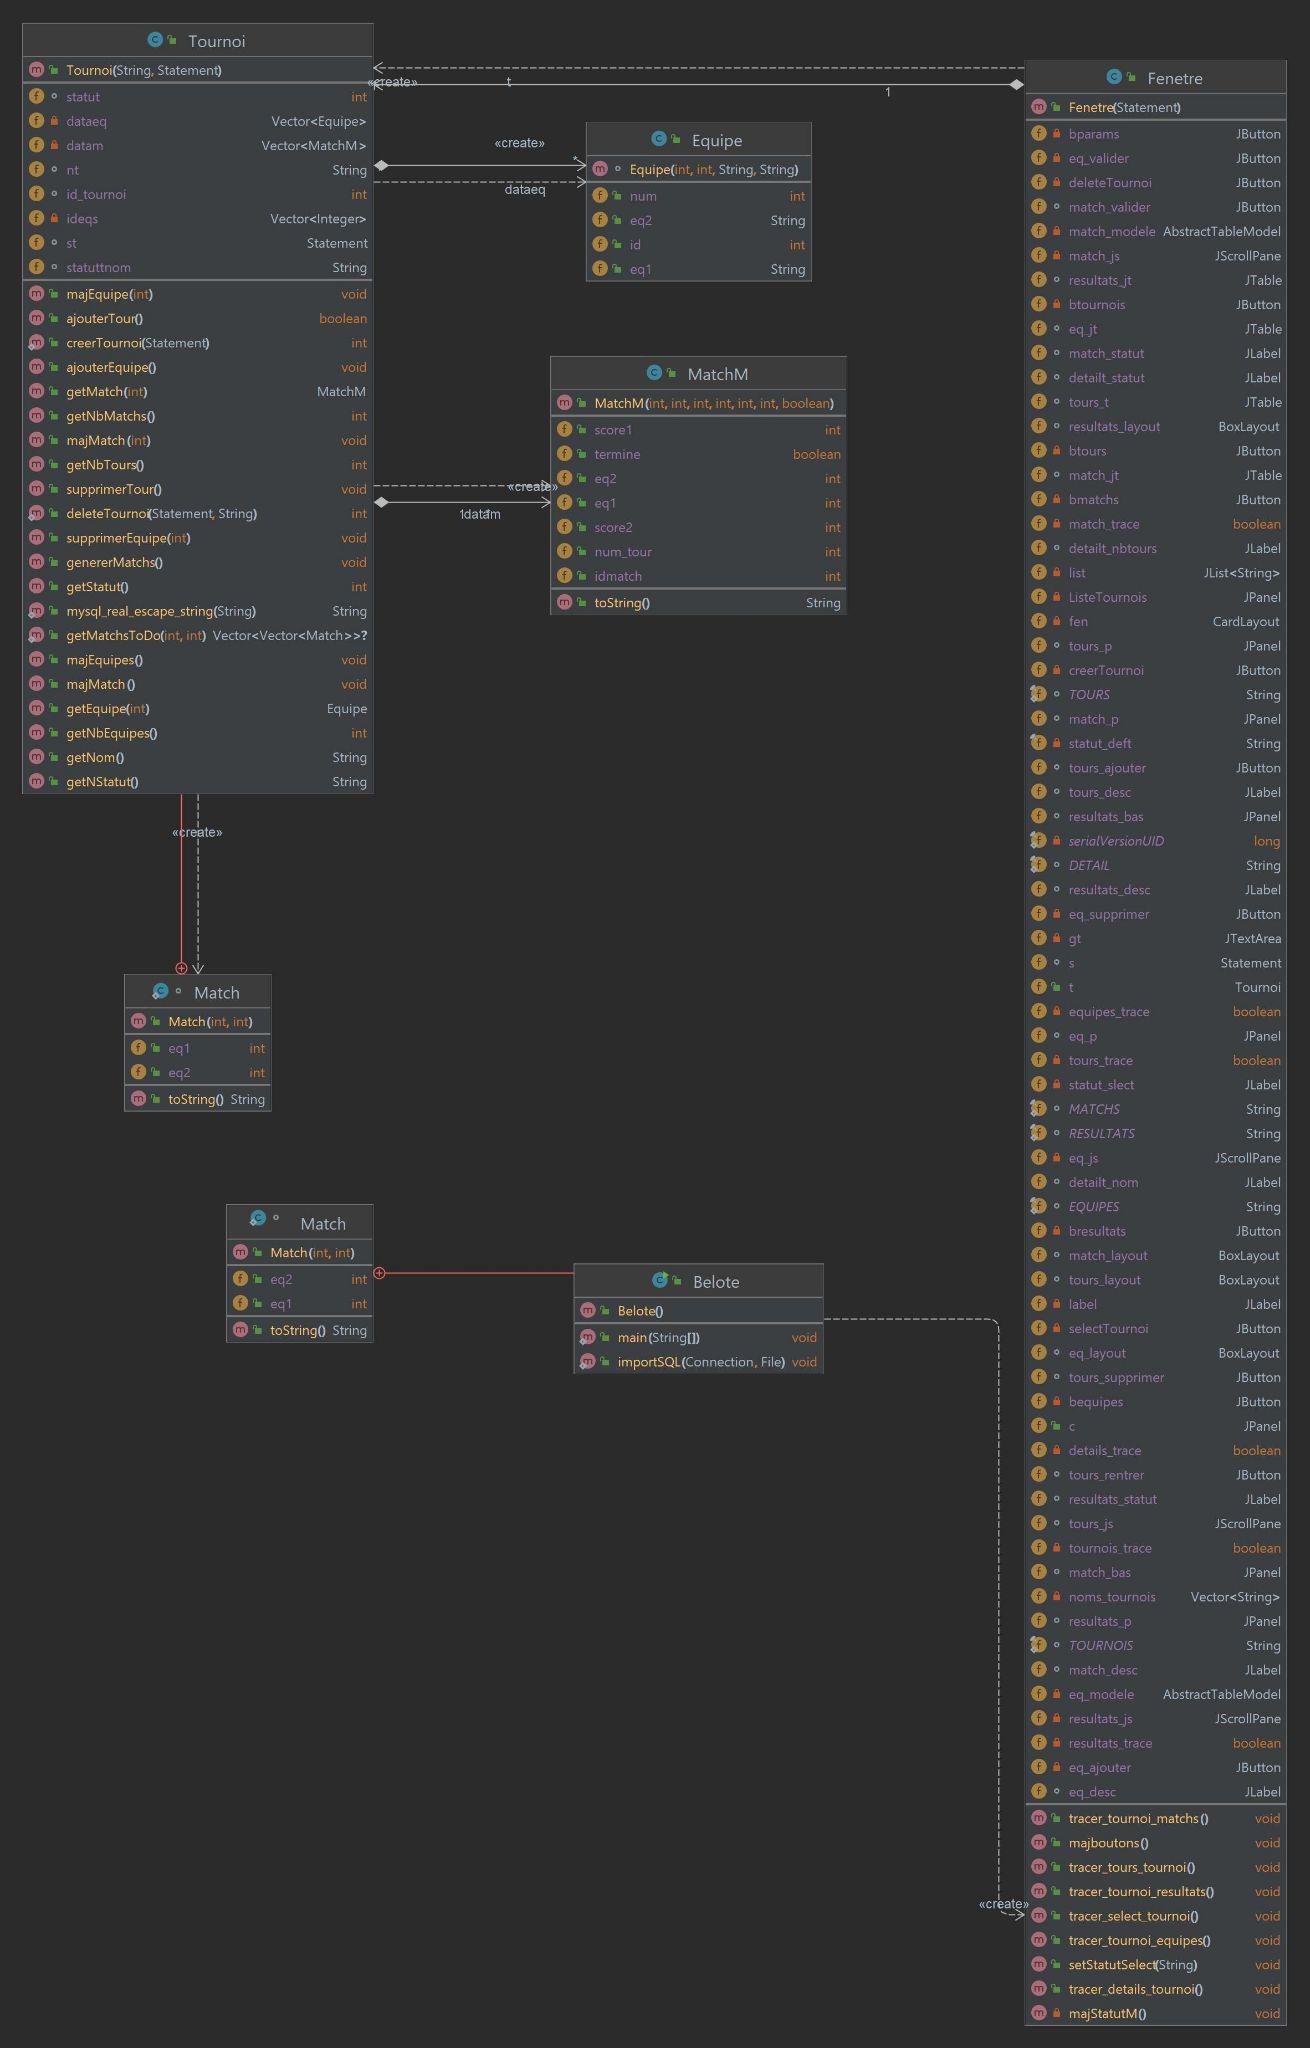 Tournoi
Tournoi(String, Statement)
statut int
dataeq Vector<Equipe>
datam Vector<MatchM>
nt String
id_tournoi int
ideqs Vector<Integer>
st Statement
statuttnom String
majEquipe(int) void
ajouterTour() boolean
creerTournoi(Statement) int
ajouterEquipe() void
getMatch(int) MatchM
getNbMatchs() int
majMatch(int) void
getNbTours() int
supprimerTour() void
deleteTournoi(Statement, String) int
supprimerEquipe(int) void
genererMatchs() void
getStatut() int
mysql_real_escape_string(String) String
getMatchsToDo(int, int) Vector<Vector<Match>>?
majEquipes() void
majMatch() void
getEquipe(int) Equipe
getNbEquipes() int
getNom() String
getNStatut() String
«create»
t
1
«create»
*
dataeq
Equipe
Equipe(int, int, String, String)
num int
eq2 String
id int
eq1 String
«create»
datam
MatchM
MatchM(int, int, int, int, int, int, boolean)
score1 int
termine boolean
eq2 int
eq1 int
score2 int
num_tour int
idmatch int
toString() String
«create»
Match
Match(int, int)
eq1 int
eq2 int
toString() String
Match
Match(int, int)
eq2 int
eq1 int
toString() String
Belote
Belote()
main(String[]) void
importSQL(Connection, File) void
«create»
Fenetre
Fenetre(Statement)
bparams JButton
eq_valider JButton
deleteTournoi JButton
match_valider JButton
match_modele AbstractTableModel
match_js JScrollPane
resultats_jt JTable
btournois JButton
eq_jt JTable
match_statut JLabel
detailt_statut JLabel
tours_t JTable
resultats_layout BoxLayout
btours JButton
match_jt JTable
bmatchs JButton
match_trace boolean
detailt_nbtours JLabel
list JList<String>
ListeTournois JPanel
fen CardLayout
tours_p JPanel
creerTournoi JButton
TOURS String
match_p JPanel
statut_deft String
tours_ajouter JButton
tours_desc JLabel
resultats_bas JPanel
serialVersionUID long
DETAIL String
resultats_desc JLabel
eq_supprimer JButton
gt JTextArea
s Statement
t Tournoi
equipes_trace boolean
eq_p JPanel
tours_trace boolean
statut_slect JLabel
MATCHS String
RESULTATS String
eq_js JScrollPane
detailt_nom JLabel
EQUIPES String
bresultats JButton
match_layout BoxLayout
tours_layout BoxLayout
label JLabel
selectTournoi JButton
eq_layout BoxLayout
tours_supprimer JButton
bequipes JButton
c JPanel
details_trace boolean
tours_rentrer JButton
resultats_statut JLabel
tours_js JScrollPane
tournois_trace boolean
match_bas JPanel
noms_tournois Vector<String>
resultats_p JPanel
TOURNOIS String
match_desc JLabel
eq_modele AbstractTableModel
resultats_js JScrollPane
resultats_trace boolean
eq_ajouter JButton
eq_desc JLabel
tracer_tournoi_matchs() void
majboutons() void
tracer_tours_tournoi() void
tracer_tournoi_resultats() void
tracer_select_tournoi() void
tracer_tournoi_equipes() void
setStatutSelect(String) void
tracer_details_tournoi() void
majStatutM() void